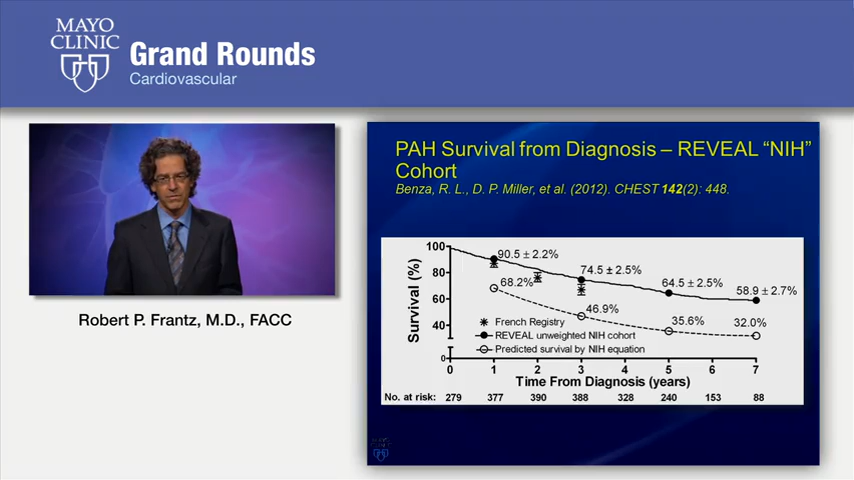 MAYO
CLINIC
Grand Rounds
Cardiovascular
PAH Survival from Diagnosis – REVEAL “NIH”
Cohort
Benza, R. L., D. P. Miller, et al. (2012). CHEST 142(2): 448.
Survival (%)
100
80
60
40
0
90.5 ± 2.2%
74.5 ± 2.5%
64.5 ± 2.5%
58.9 ± 2.7%
68.2%
46.9%
35.6%
32.0%
French Registry
REVEAL unweighted NIH cohort
Predicted survival by NIH equation
0 1 2 3 4 5 6 7
Time From Diagnosis (years)
No. at risk: 279 377 390 388 328 240 153 88
Robert P. Frantz, M.D., FACC
MAYO
CLINIC